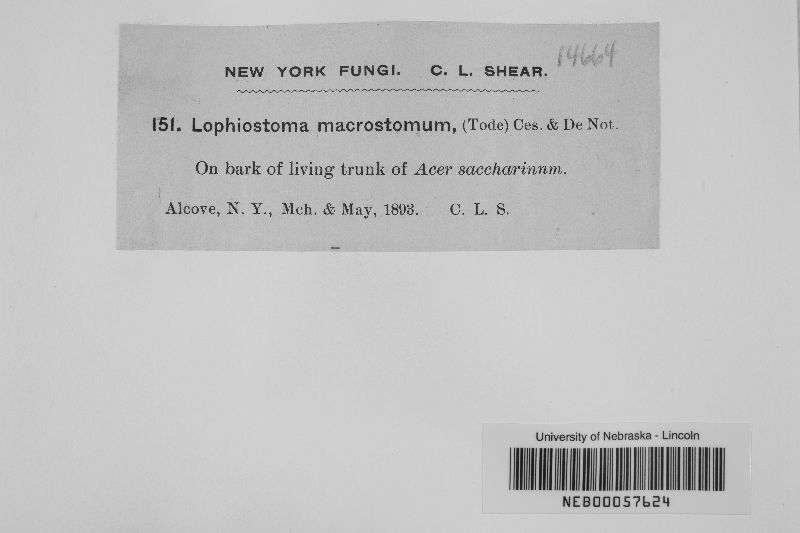 14664
NEW YORK FUNGI. C. L. SHEAR.
151. Lophiostoma macrostomum, (Tode) Ces. & De Not.
On bark of living trunk of Acer saccharinnm.
Alcove, N. Y., Mch. & May, 1893. C. L. S.
University of Nebraska - Lincoln
NEB00057624